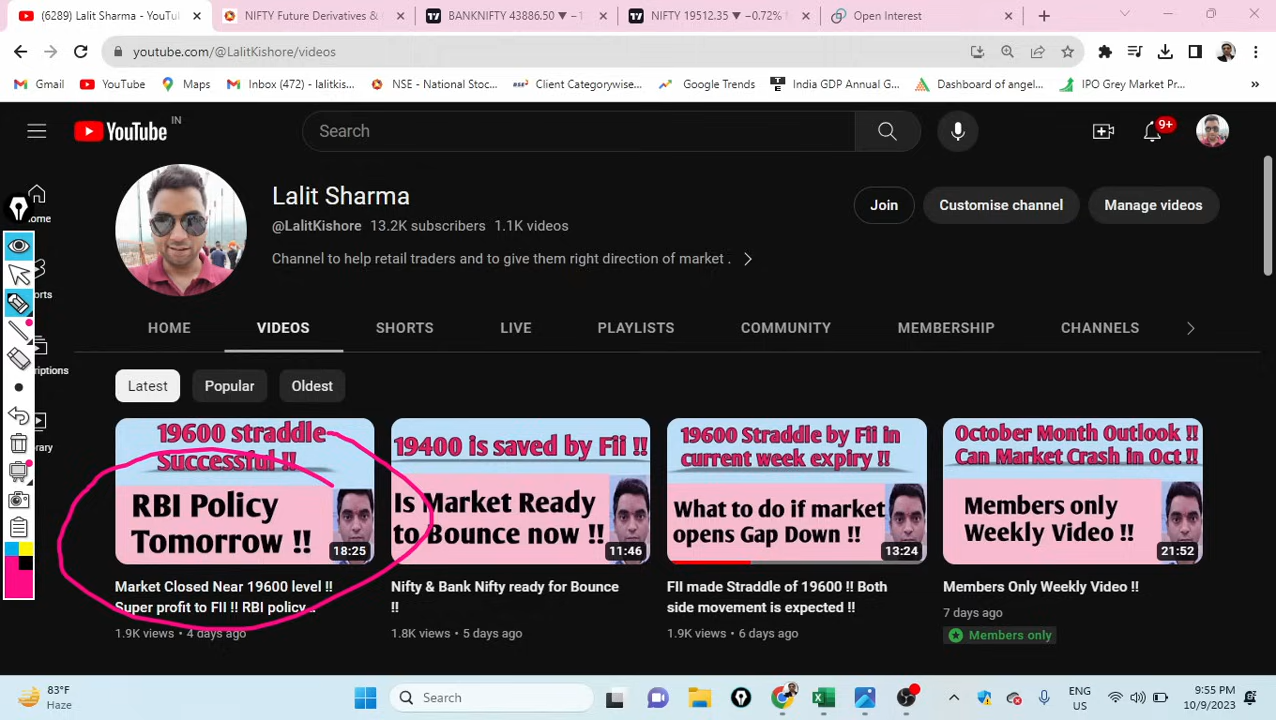 (6289) Lalit Sharma - YouTu
NIFTY Future Derivatives &
BANKNIFTY 43886.50 ▼ −1
NIFTY 19512.35 ▼ −0.72%
Open Interest
youtube.com/@LalitKishore/videos
Gmail
YouTube
Maps
Inbox (472) - lalitkis...
NSE - National Stoc...
Client Categorywise...
Google Trends
India GDP Annual G...
Dashboard of angel...
IPO Grey Market Pr...
»
YouTube IN
Search
9+
Lalit Sharma
@LalitKishore 13.2K subscribers 1.1K videos
Channel to help retail traders and to give them right direction of market .
Join
Customise channel
Manage videos
ome
orts
riptions
rary
HOME
VIDEOS
SHORTS
LIVE
PLAYLISTS
COMMUNITY
MEMBERSHIP
CHANNELS
Latest
Popular
Oldest
19600 straddle
Successful !!
RBI Policy
Tomorrow !!
18:25
Market Closed Near 19600 level !!
Super profit to FII !! RBI policy...
1.9K views • 4 days ago
19400 is saved by Fii !!
Is Market Ready
to Bounce now !!
11:46
Nifty & Bank Nifty ready for Bounce
!!
1.8K views • 5 days ago
19600 Straddle by Fii in
current week expiry !!
What to do if market
opens Gap Down !!
13:24
FII made Straddle of 19600 !! Both
side movement is expected !!
1.9K views • 6 days ago
October Month Outlook !!
Can Market Crash in Oct !!
Members only
Weekly Video !!
21:52
Members Only Weekly Video !!
7 days ago
Members only
83°F
Haze
Search
ENG
US
9:55 PM
10/9/2023